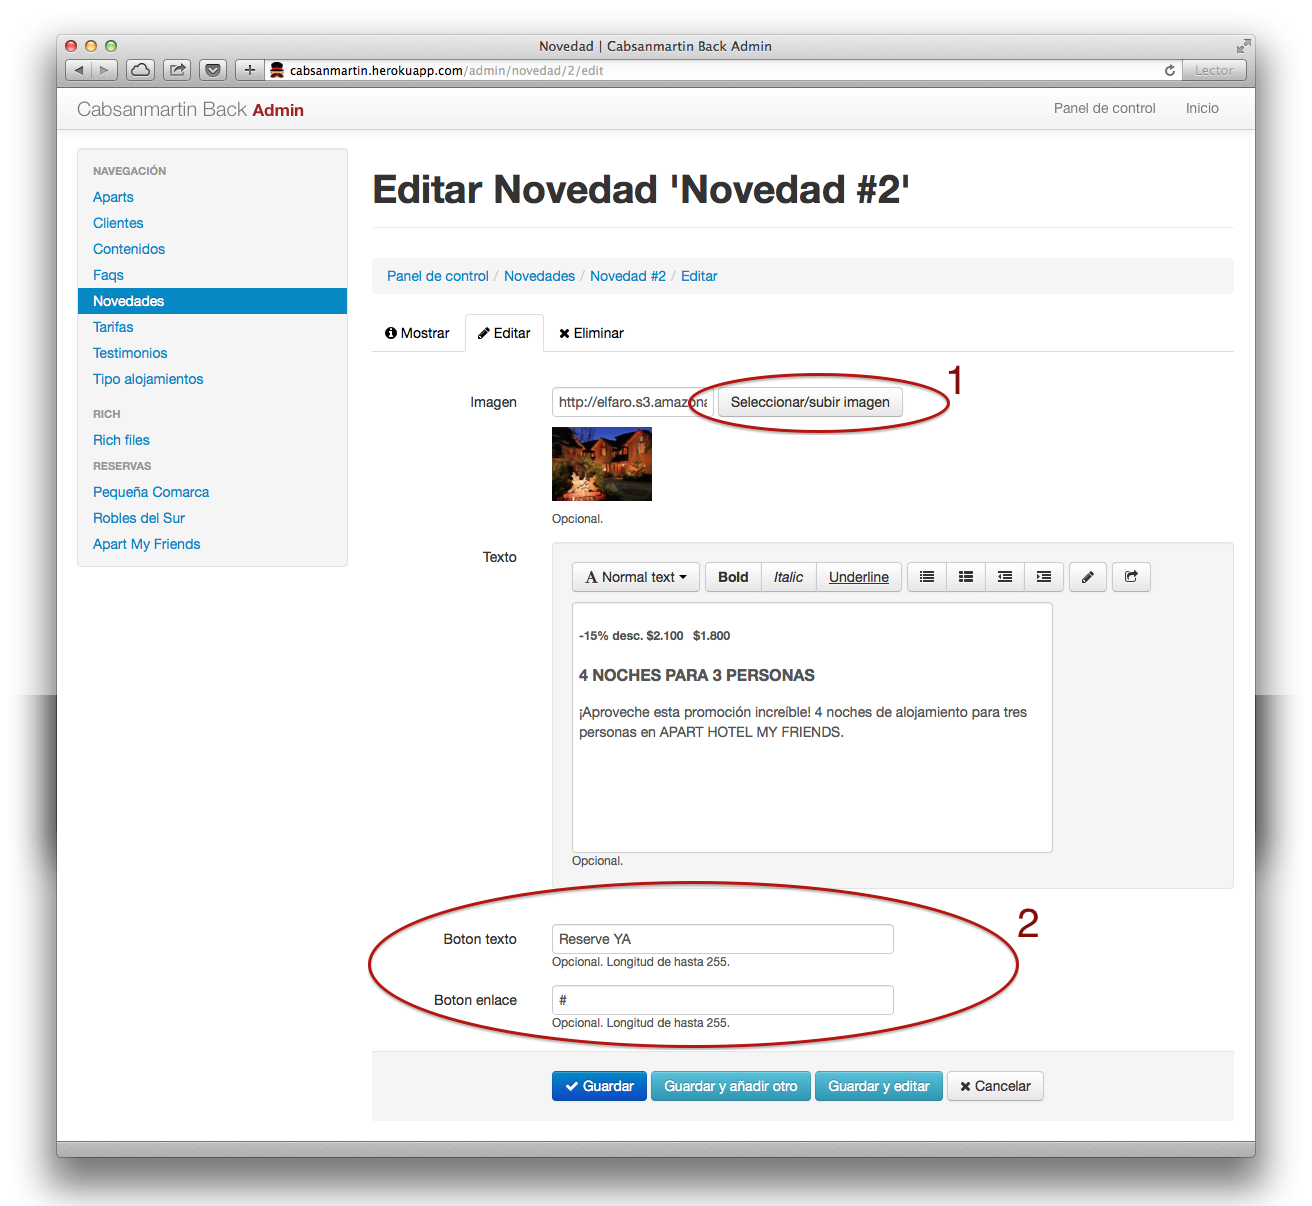 Novedad | Cabsanmartin Back Admin
cabsanmartin.herokuapp.com/admin/novedad/2/edit
Lector
Cabsanmartin Back Admin
Panel de control
Inicio
NAVEGACIÓN
Aparts
Clientes
Contenidos
Faqs
Novedades
Tarifas
Testimonios
Tipo alojamientos
RICH
Rich files
RESERVAS
Pequeña Comarca
Robles del Sur
Apart My Friends
Editar Novedad 'Novedad #2'
Panel de control / Novedades / Novedad #2 / Editar
Mostrar
Editar
Eliminar
1
Imagen
http://elfaro.s3.amazona
Seleccionar/subir imagen
Opcional.
Texto
A Normal text
Bold
Italic
Underline
-15% desc. $2.100 $1.800
4 NOCHES PARA 3 PERSONAS
¡Aproveche esta promoción increíble! 4 noches de alojamiento para tres
personas en APART HOTEL MY FRIENDS.
Opcional.
2
Boton texto
Reserve YA
Opcional. Longitud de hasta 255.
Boton enlace
#
Opcional. Longitud de hasta 255.
Guardar
Guardar y añadir otro
Guardar y editar
Cancelar